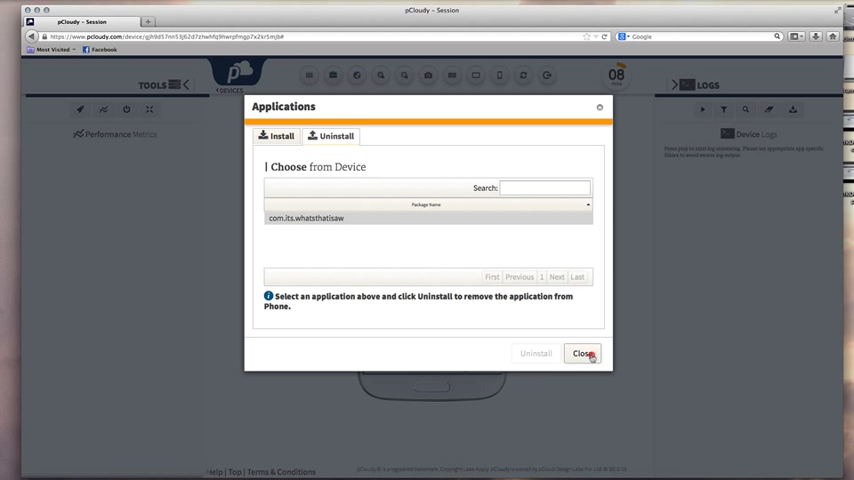 pCloudy - Session
pCloudy - Session
Most Visited
Facebook
Google
TOOLS
DEVICES
08
LOGS
Performance Metrics
Device Logs
Applications
Install
Uninstall
Choose from Device
Search:
Package Name
com.its.whatsthatisaw
First Previous 1 Next Last
Select an application above and click Uninstall to remove the application from
Phone.
Uninstall
Close
Help | Top | Terms & Conditions